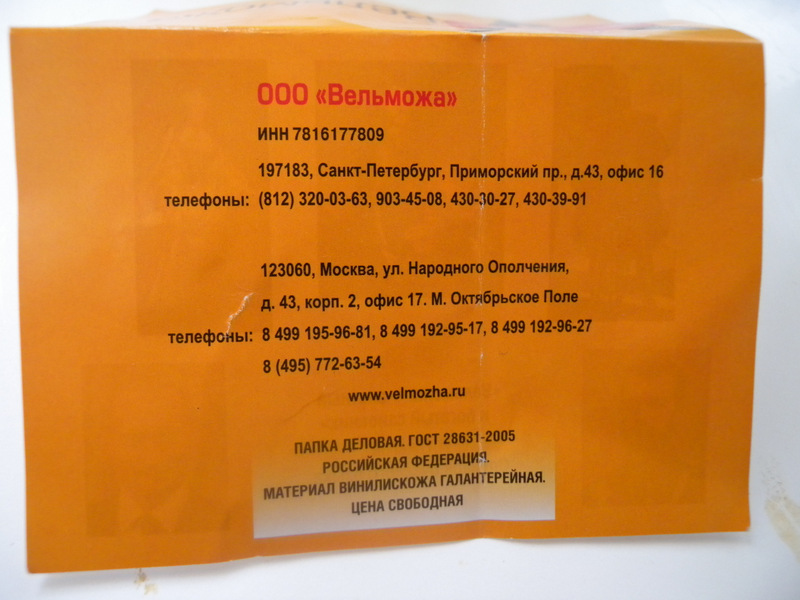 ООО «Вельможа»
ИНН 7816177809
197183, Санкт-Петербург, Приморский пр., д.43, офис 16
телефоны: (812) 320-03-63, 903-45-08, 430-30-27, 430-39-91
123060, Москва, ул. Народного Ополчения,
д. 43, корп. 2, офис 17. М. Октябрьское Поле
телефоны: 8 499 195-96-81, 8 499 192-95-17, 8 499 192-96-27
8 (495) 772-63-54
www.velmozha.ru
ПАПКА ДЕЛОВАЯ. ГОСТ 28631-2005
РОССИЙСКАЯ ФЕДЕРАЦИЯ.
МАТЕРИАЛ ВИНИЛИСКОЖА ГАЛАНТЕРЕЙНАЯ.
ЦЕНА СВОБОДНАЯ